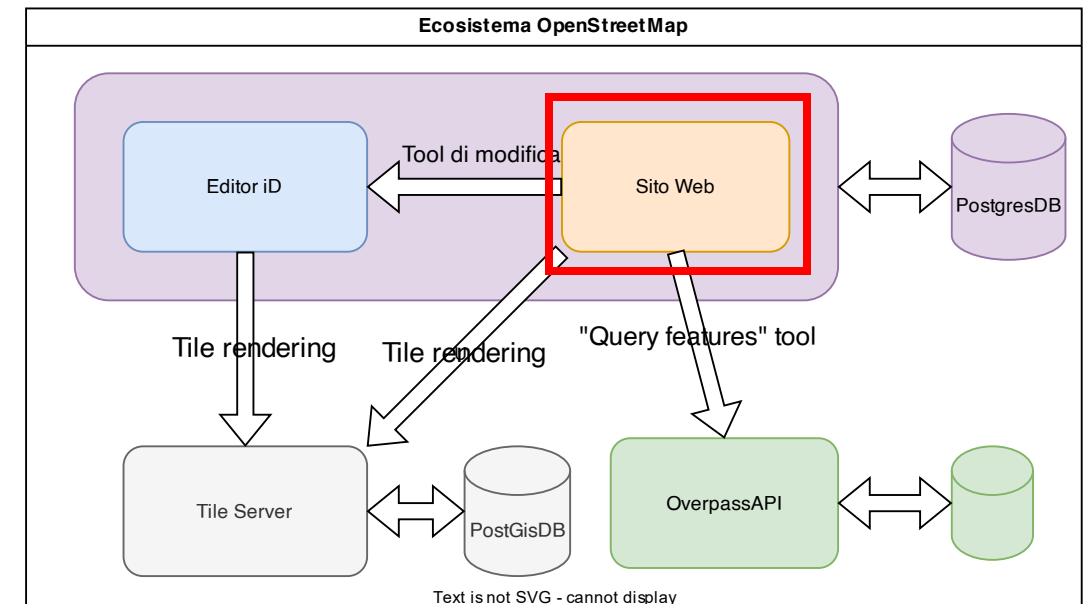 Ecosistema OpenStreetMap
Tool di modifica
Editor iD
Sito Web
PostgresDB
Tile rendering
Tile rendering
"Query features" tool
Tile Server
PostGisDB
OverpassAPI
Text is not SVG - cannot display